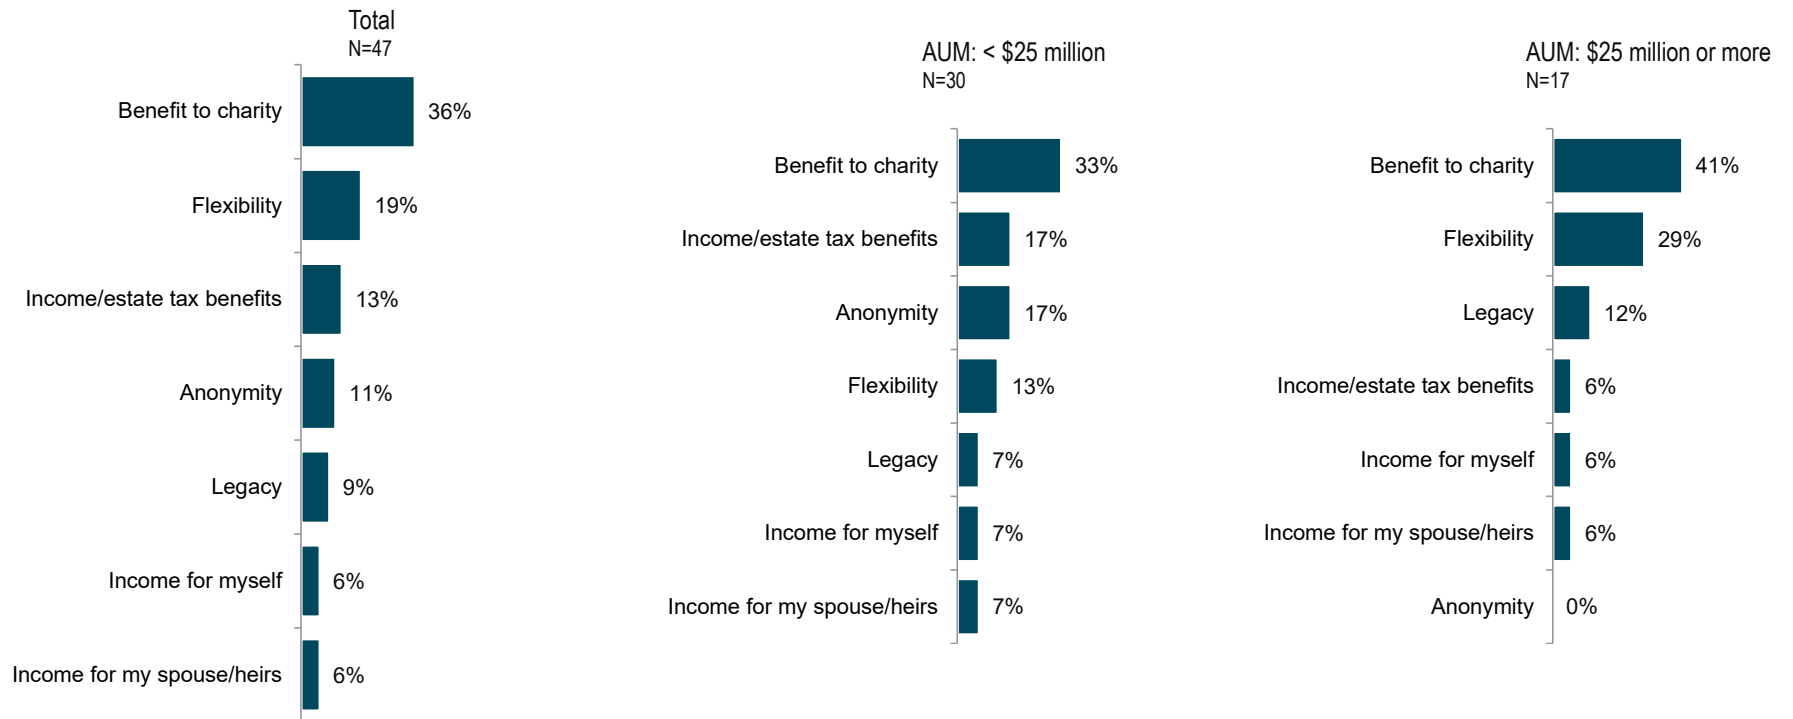 Total
N=47
Benefit to charity 36%
Flexibility 19%
Income/estate tax benefits 13%
Anonymity 11%
Legacy 9%
Income for myself 6%
Income for my spouse/heirs 6%
AUM: < $25 million
N=30
Benefit to charity 33%
Income/estate tax benefits 17%
Anonymity 17%
Flexibility 13%
Legacy 7%
Income for myself 7%
Income for my spouse/heirs 7%
AUM: $25 million or more
N=17
Benefit to charity 41%
Flexibility 29%
Legacy 12%
Income/estate tax benefits 6%
Income for myself 6%
Income for my spouse/heirs 6%
Anonymity 0%